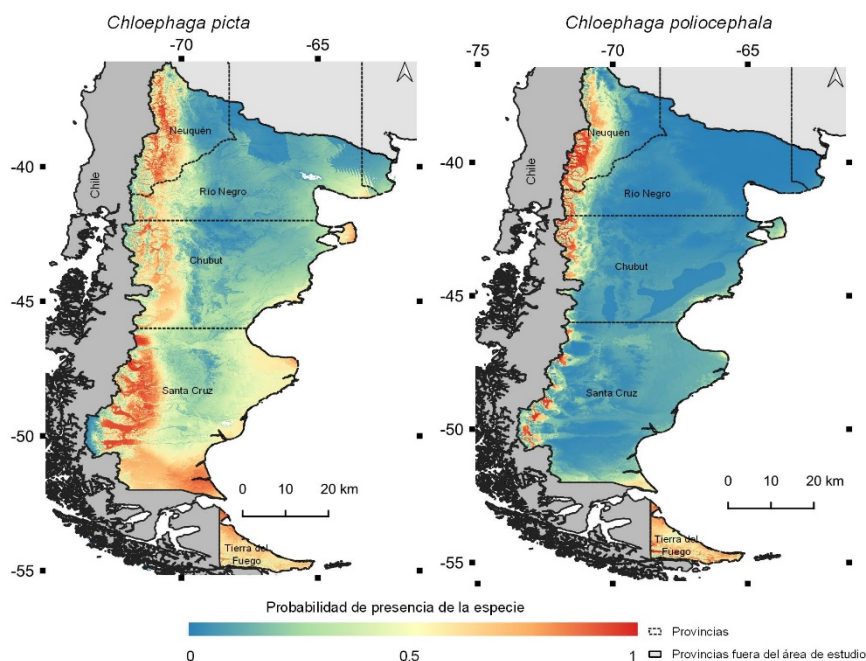 Chloephaga picta
-70
-65
-40
-45
-50
-55
Chile
Neuquén
Río Negro
Chubut
Santa Cruz
Tierra del
Fuego
0 10 20 km
Chloephaga poliocephala
-75
-70
-65
-40
-45
-50
-55
Chile
Neuquén
Río Negro
Chubut
Santa Cruz
Tierra del
Fuego
0 10 20 km
Probabilidad de presencia de la especie
0 0.5 1
Provincias
Provincias fuera del área de estudio